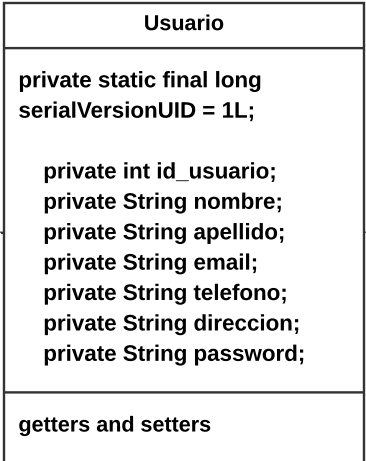 Usuario
private static final long
serialVersionUID = 1L;
private int id_usuario;
private String nombre;
private String apellido;
private String email;
private String telefono;
private String direccion;
private String password;
getters and setters